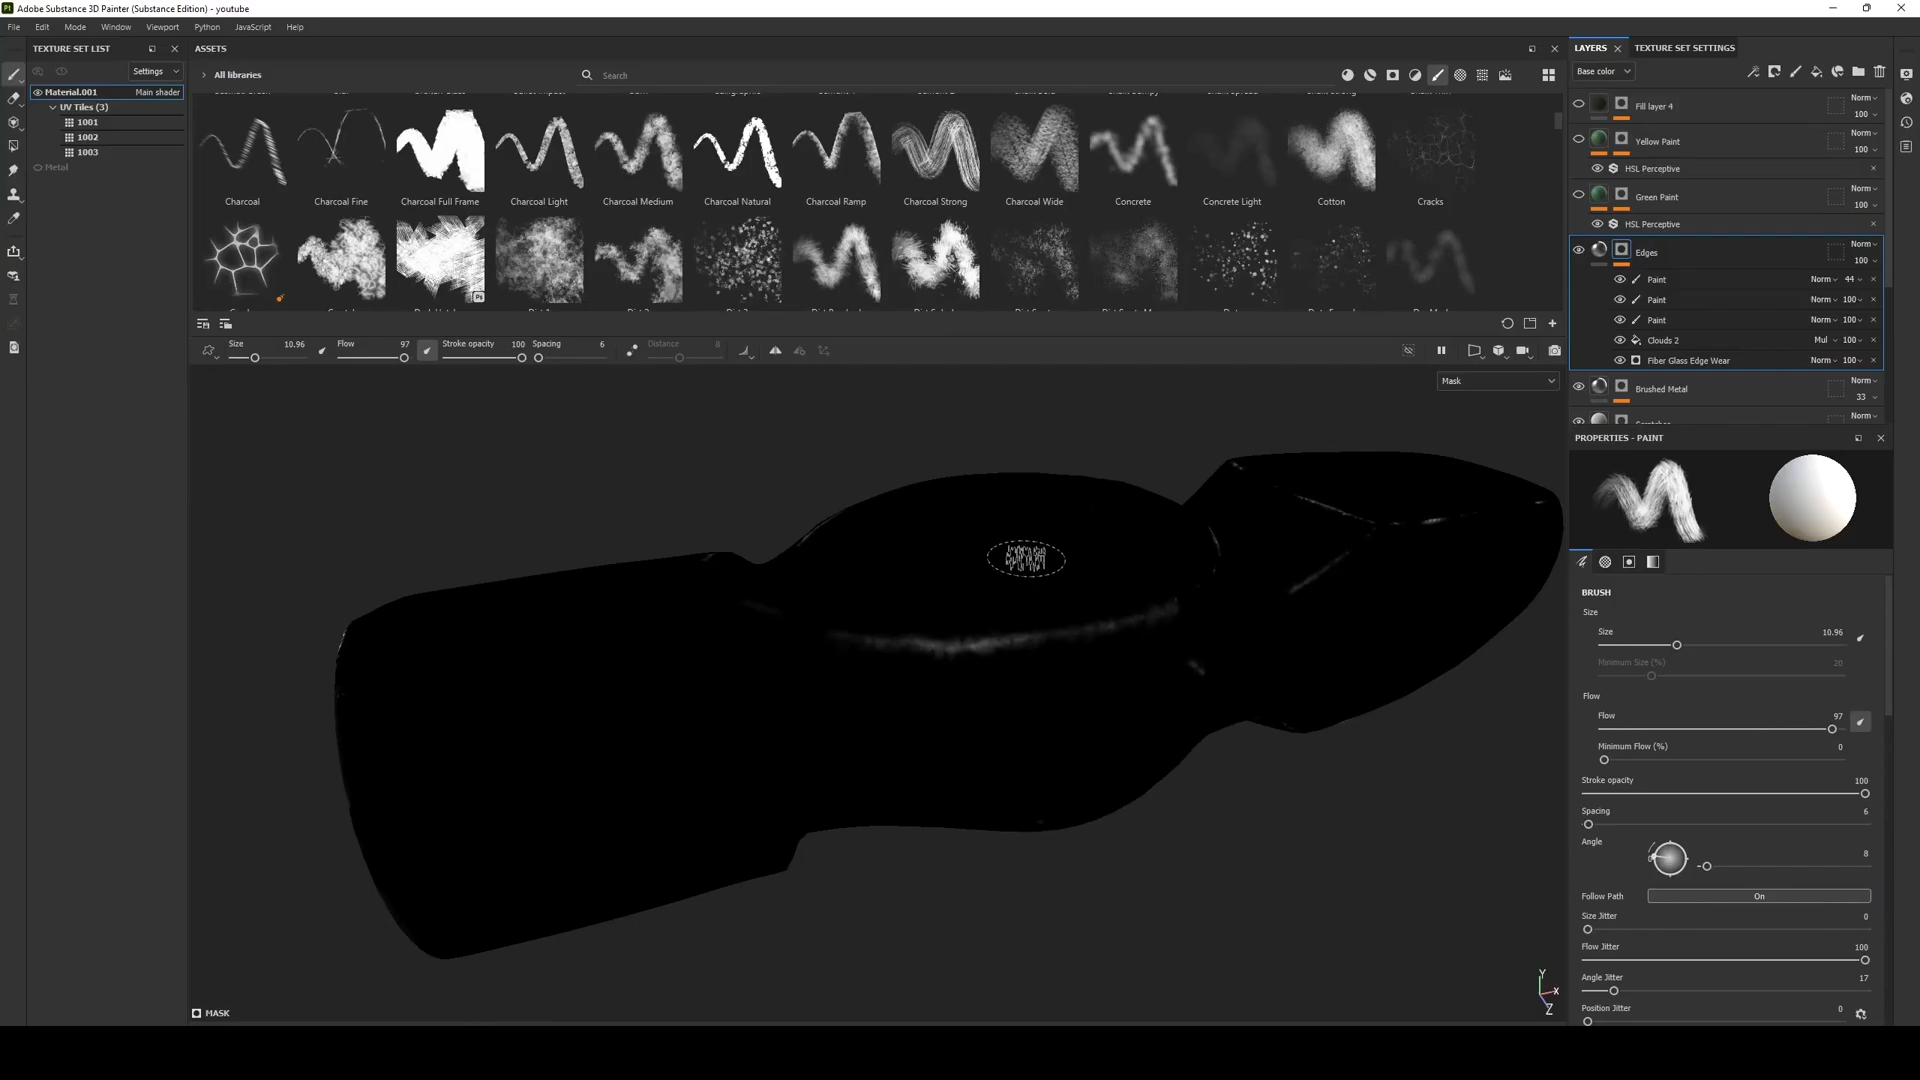 Adobe Substance 3D Painter (Substance Edition) - youtube
File Edit Mode Window Viewport Python JavaScript Help
TEXTURE SET LIST
Settings
Material.001 Main shader
UV Tiles (3)
1001
1002
1003
Metal
ASSETS
All libraries
Search
Charcoal Charcoal Fine Charcoal Full Frame Charcoal Light Charcoal Medium Charcoal Natural Charcoal Ramp Charcoal Strong Charcoal Wide Concrete Concrete Light Cotton Cracks
Size 10.96 Flow 97 Stroke opacity 100 Spacing 6 Distance 8
Mask
Y
X
Z
MASK
LAYERS TEXTURE SET SETTINGS
Base color
Fill layer 4 Norm 100
Yellow Paint Norm 100
HSL Perceptive
Green Paint Norm 100
HSL Perceptive
Edges Norm 100
Paint Norm 44
Paint Norm 100
Paint Norm 100
Clouds 2 Mul 100
Fiber Glass Edge Wear Norm 100
Brushed Metal Norm 33
Norm
PROPERTIES - PAINT
BRUSH
Size
Size 10.96
Minimum Size (%) 20
Flow
Flow 97
Minimum Flow (%) 0
Stroke opacity 100
Spacing 6
Angle 8
Follow Path On
Size Jitter 0
Flow Jitter 100
Angle Jitter 17
Position Jitter 0